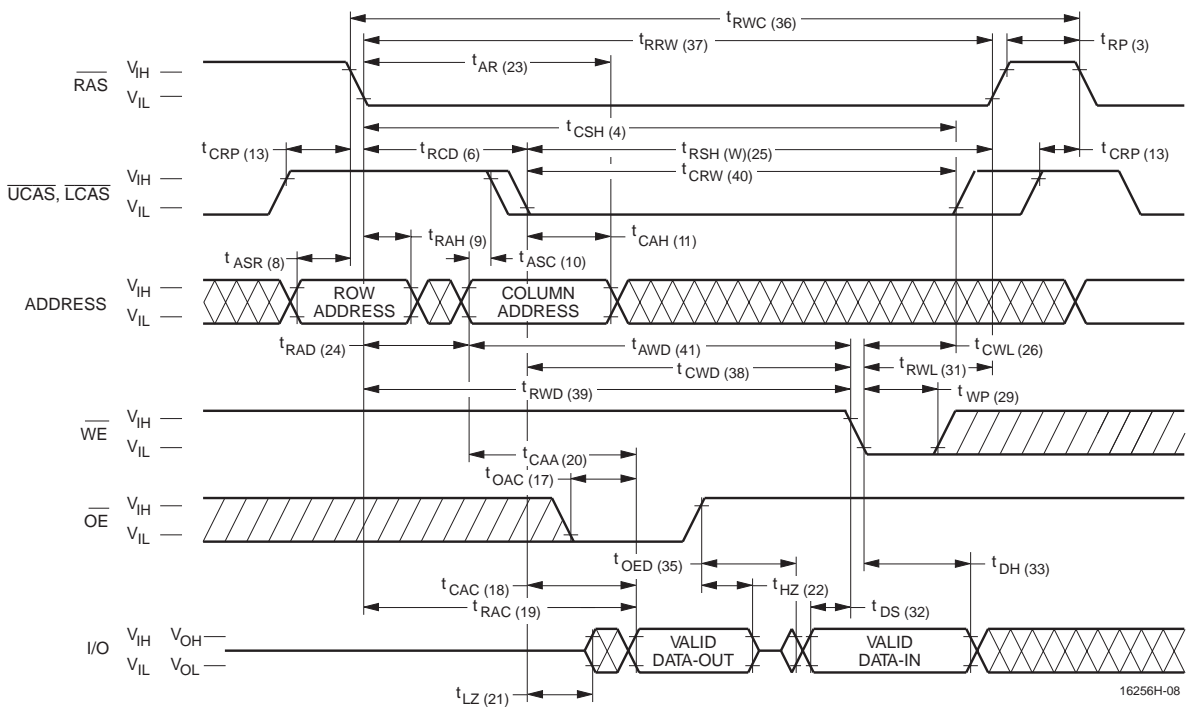 tRWC (36)
tRRW (37)
tRP (3)
tAR (23)
RAS
VIH
VIL
tCSH (4)
tCRP (13)
tRCD (6)
tRSH (W)(25)
tCRP (13)
tCRW (40)
UCAS, LCAS
VIH
VIL
tRAH (9)
tCAH (11)
tASR (8)
tASC (10)
ADDRESS
VIH
VIL
ROW
ADDRESS
COLUMN
ADDRESS
tRAD (24)
tAWD (41)
tCWL (26)
tCWD (38)
tRWL (31)
tRWD (39)
tWP (29)
WE
VIH
VIL
tCAA (20)
tOAC (17)
OE
VIH
VIL
tOED (35)
tDH (33)
tCAC (18)
tHZ (22)
tRAC (19)
tDS (32)
I/O
VIH VOH
VIL VOL
VALID
DATA-OUT
VALID
DATA-IN
tLZ (21)
16256H-08